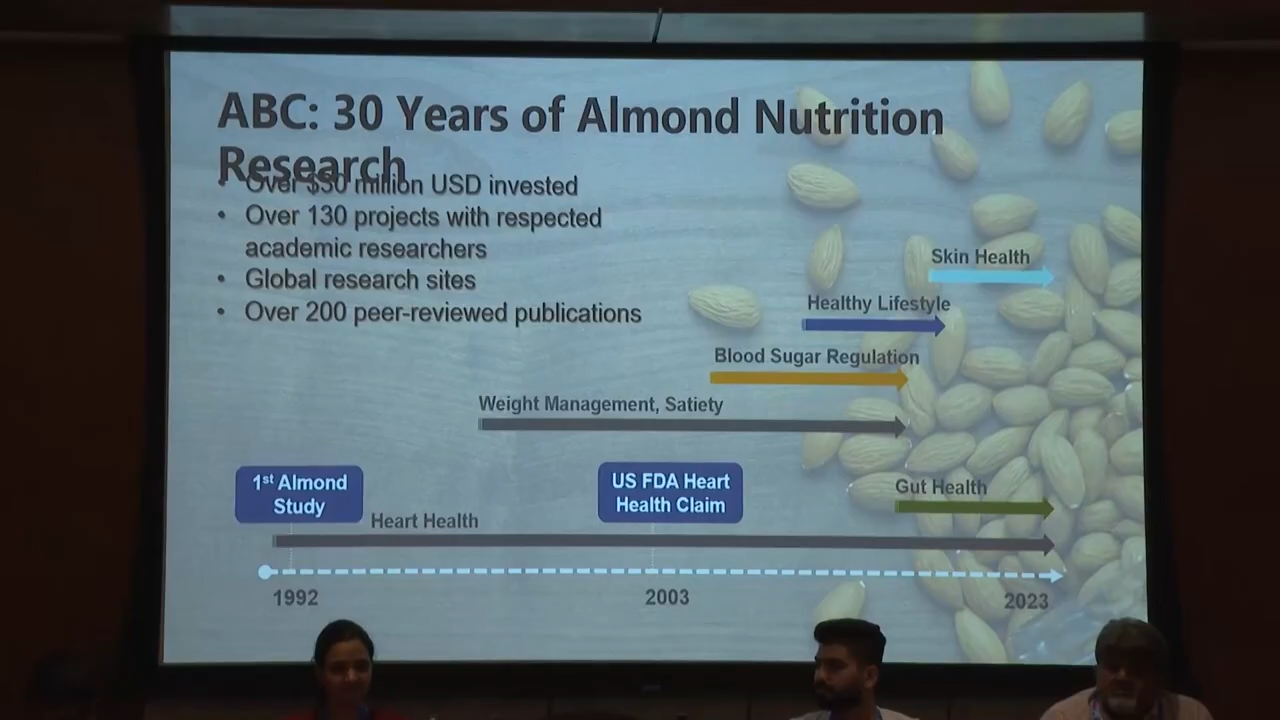 ABC: 30 Years of Almond Nutrition
Research
• Over $30 million USD invested
• Over 130 projects with respected
academic researchers
• Global research sites
• Over 200 peer-reviewed publications
Skin Health
Healthy Lifestyle
Blood Sugar Regulation
Weight Management, Satiety
1st Almond
Study
US FDA Heart
Health Claim
Gut Health
Heart Health
1992
2003
2023